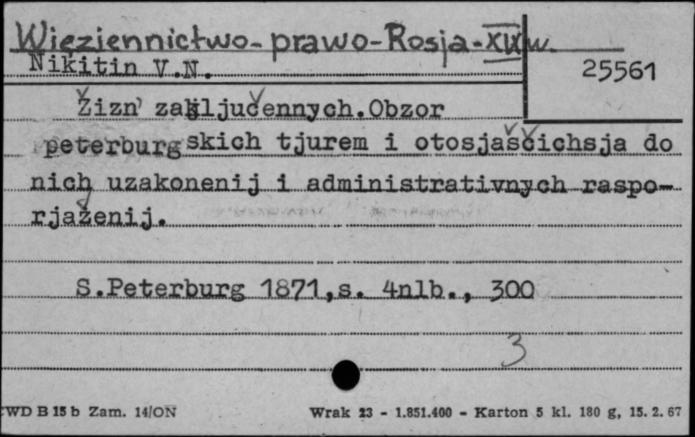 Więziennictwo - prawo - Rosja - XIX w.
Nikitin V.N.
25561
Žizn' zaključennych. Obzor
peterburgskich tjurem i otosjaščichsja do
nich uzakonenij i administrativnych raspo-
rjaženij.
S.Peterburg 1871, s. 4nlb., 300
3
WD B 15 b Zam. 14/ON
Wrak 23 - 1.851.400 - Karton 5 kl. 180 g, 15. 2. 67